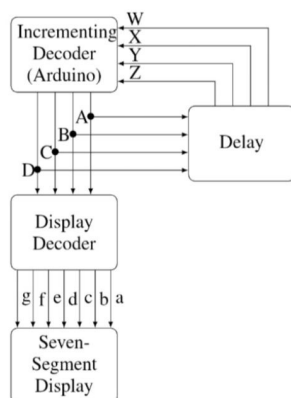 Incrementing
Decoder
(Arduino)
W
X
Y
Z
A
B
C
D
Delay
Display
Decoder
g f e d c b a
Seven-
Segment
Display